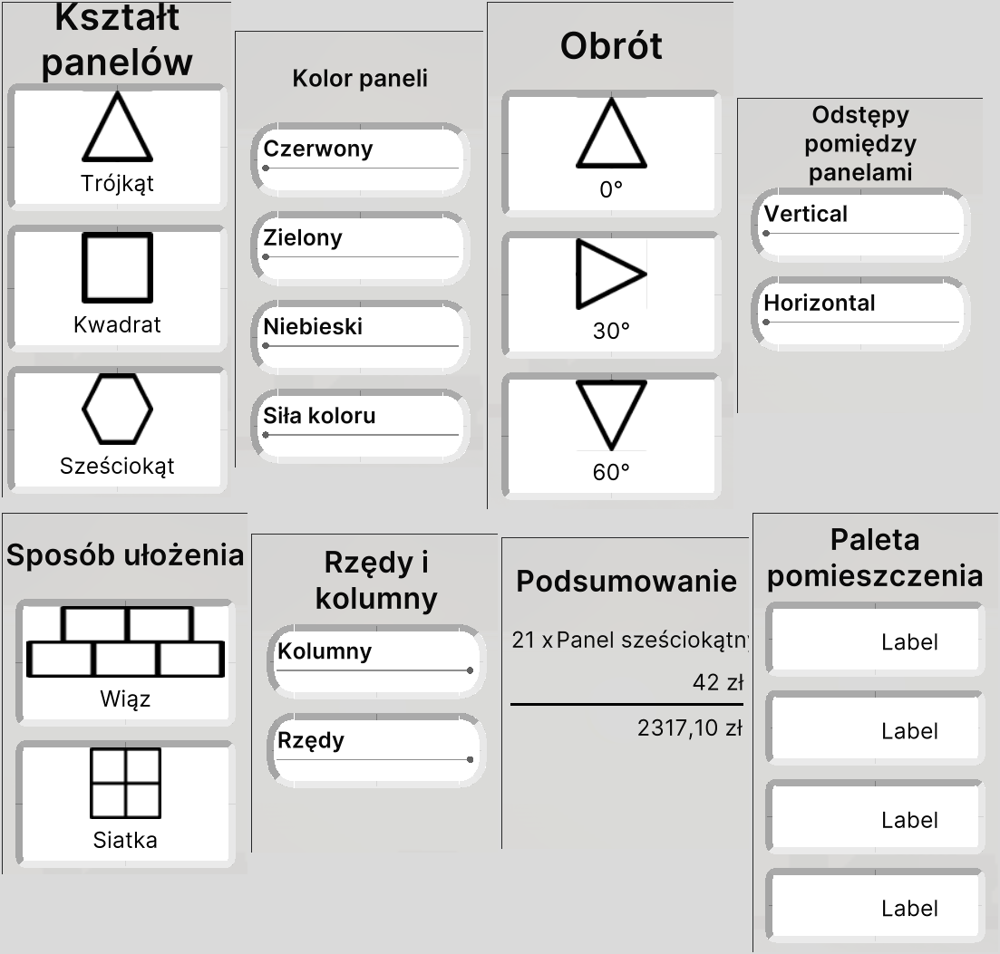 Kształt
panelów
Trójkąt
Kwadrat
Sześciokąt
Kolor paneli
Czerwony
Zielony
Niebieski
Siła koloru
Obrót
0°
30°
60°
Odstępy
pomiędzy
panelami
Vertical
Horizontal
Sposób ułożenia
Wiąz
Siatka
Rzędy i
kolumny
Kolumny
Rzędy
Podsumowanie
21 x Panel sześciokątny
42 zł
2317,10 zł
Paleta
pomieszczenia
Label
Label
Label
Label